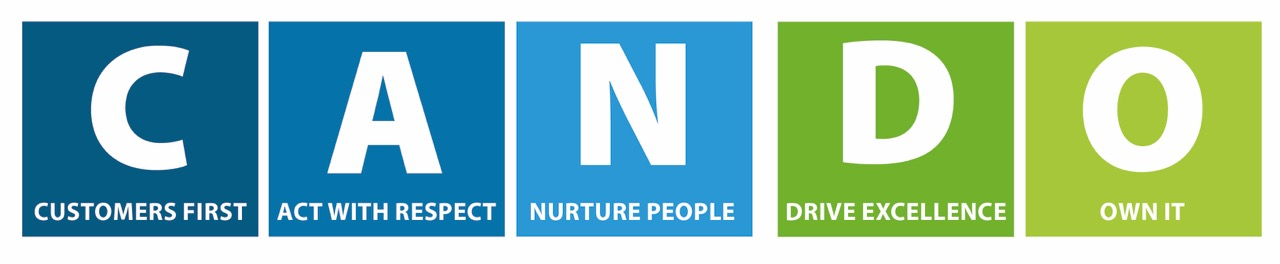 C A N D O
CUSTOMERS FIRST ACT WITH RESPECT NURTURE PEOPLE DRIVE EXCELLENCE OWN IT